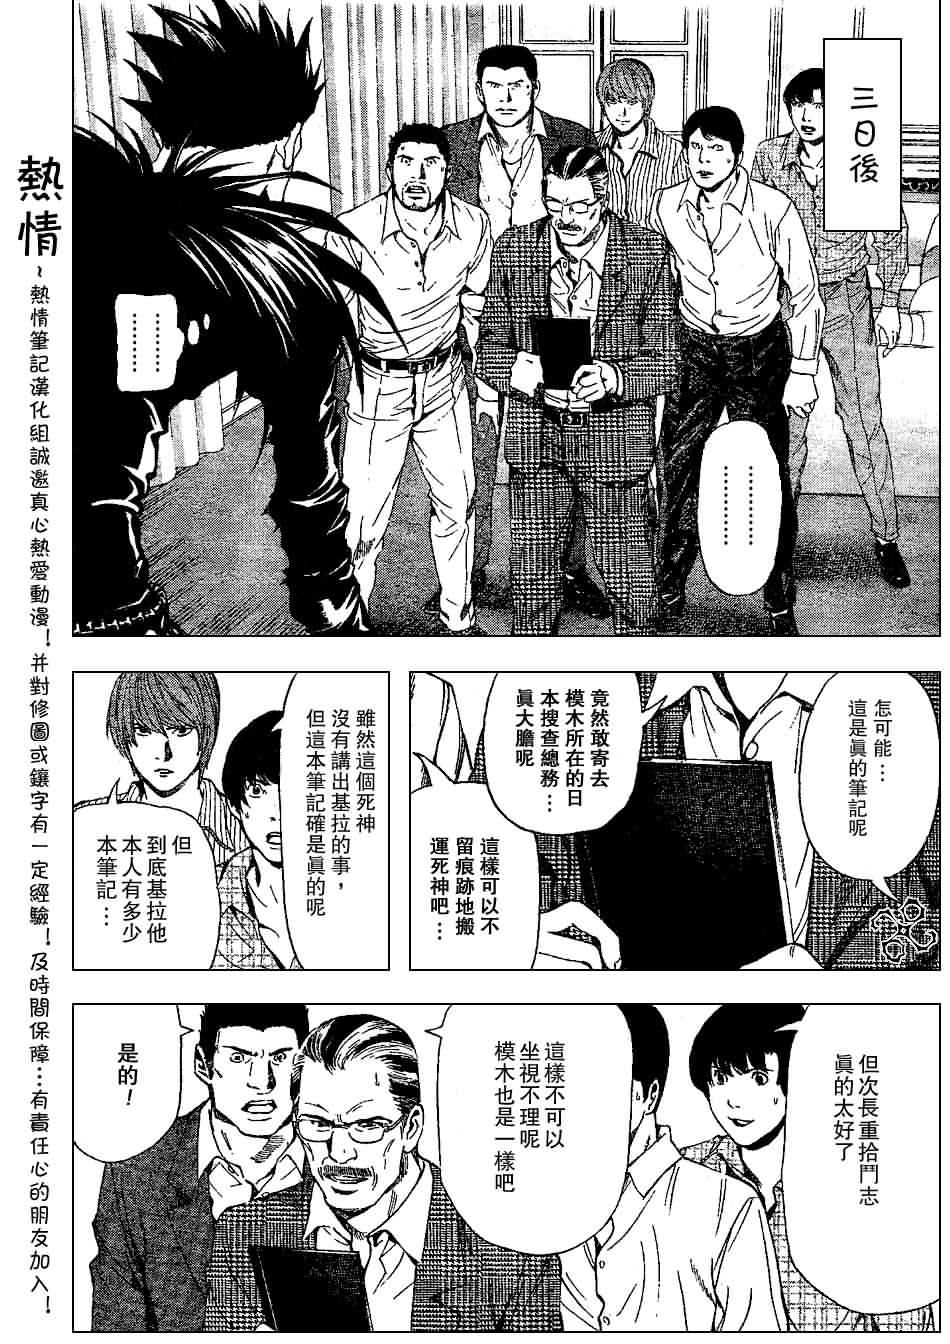 三日後
………
………
怎可能…
這是真的筆記呢
竟然敢寄去
模木所在的日
本搜查總務…
真大膽呢
這樣可以不
留痕跡地搬
運死神吧…
雖然這個死神
沒有講出基拉的事，
但這本筆記確是真的呢
但
到底基拉他
本人有多少
本筆記…
但次長重拾鬥志
真的太好了
這樣不可以
坐視不理呢
模木也是一樣吧
是的！
熱情
~熱情筆記漢化組誠邀真心熱愛動漫！并對修圖或鑲字有一定經驗！及時間保障…有責任心的朋友加入！